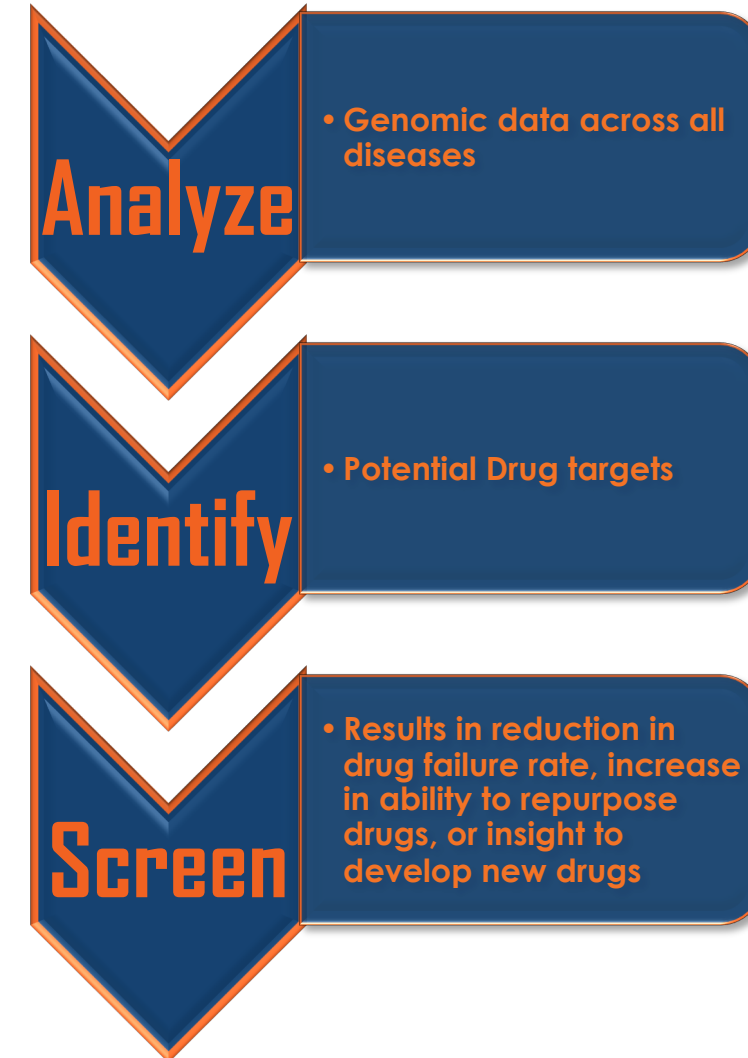 Analyze
• Genomic data across all
diseases
Identify
• Potential Drug targets
Screen
• Results in reduction in
drug failure rate, increase
in ability to repurpose
drugs, or insight to
develop new drugs